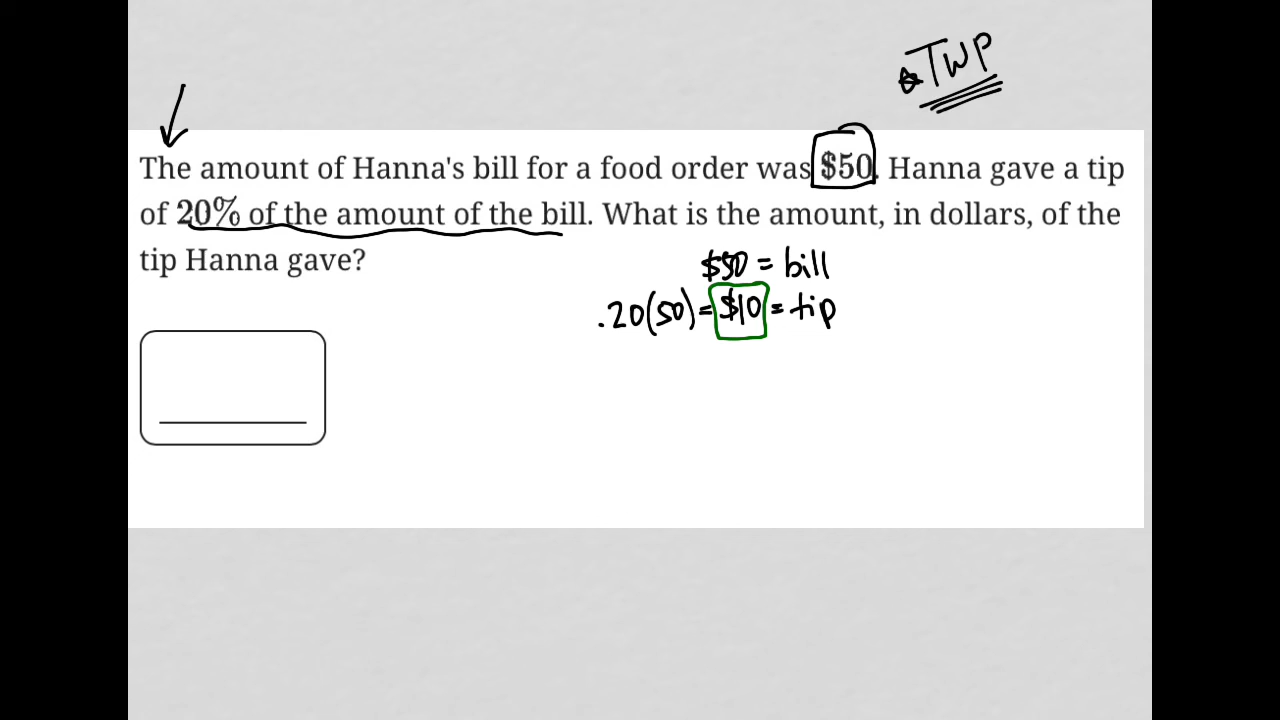 TWP
The amount of Hanna's bill for a food order was $50. Hanna gave a tip
of 20% of the amount of the bill. What is the amount, in dollars, of the
tip Hanna gave?
$50 = bill
.20(50) = $10 = tip